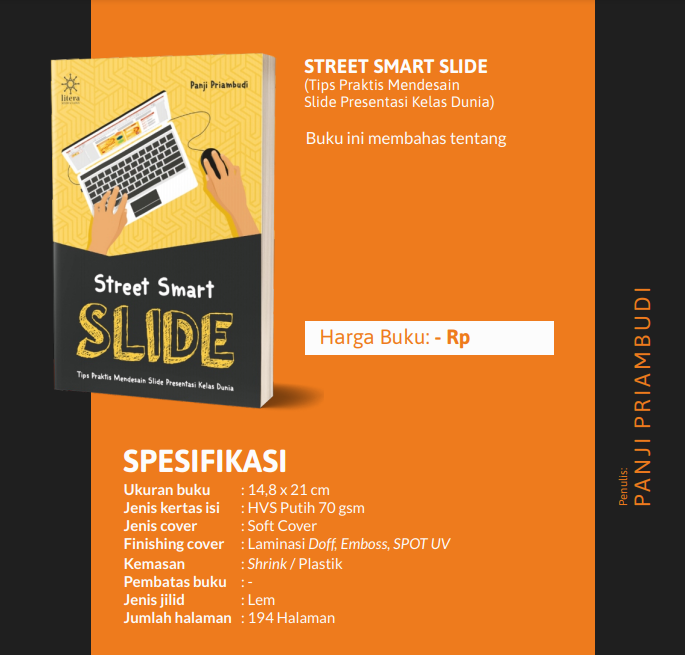 litera
Panji Priambudi
Street Smart
SLIDE
Tips Praktis Mendesain Slide Presentasi Kelas Dunia
STREET SMART SLIDE
(Tips Praktis Mendesain
Slide Presentasi Kelas Dunia)
Buku ini membahas tentang
Harga Buku: - Rp
SPESIFIKASI
Ukuran buku : 14,8 x 21 cm
Jenis kertas isi : HVS Putih 70 gsm
Jenis cover : Soft Cover
Finishing cover : Laminasi Doff, Emboss, SPOT UV
Kemasan : Shrink / Plastik
Pembatas buku : -
Jenis jilid : Lem
Jumlah halaman : 194 Halaman
Penulis:
PANJI PRIAMBUDI